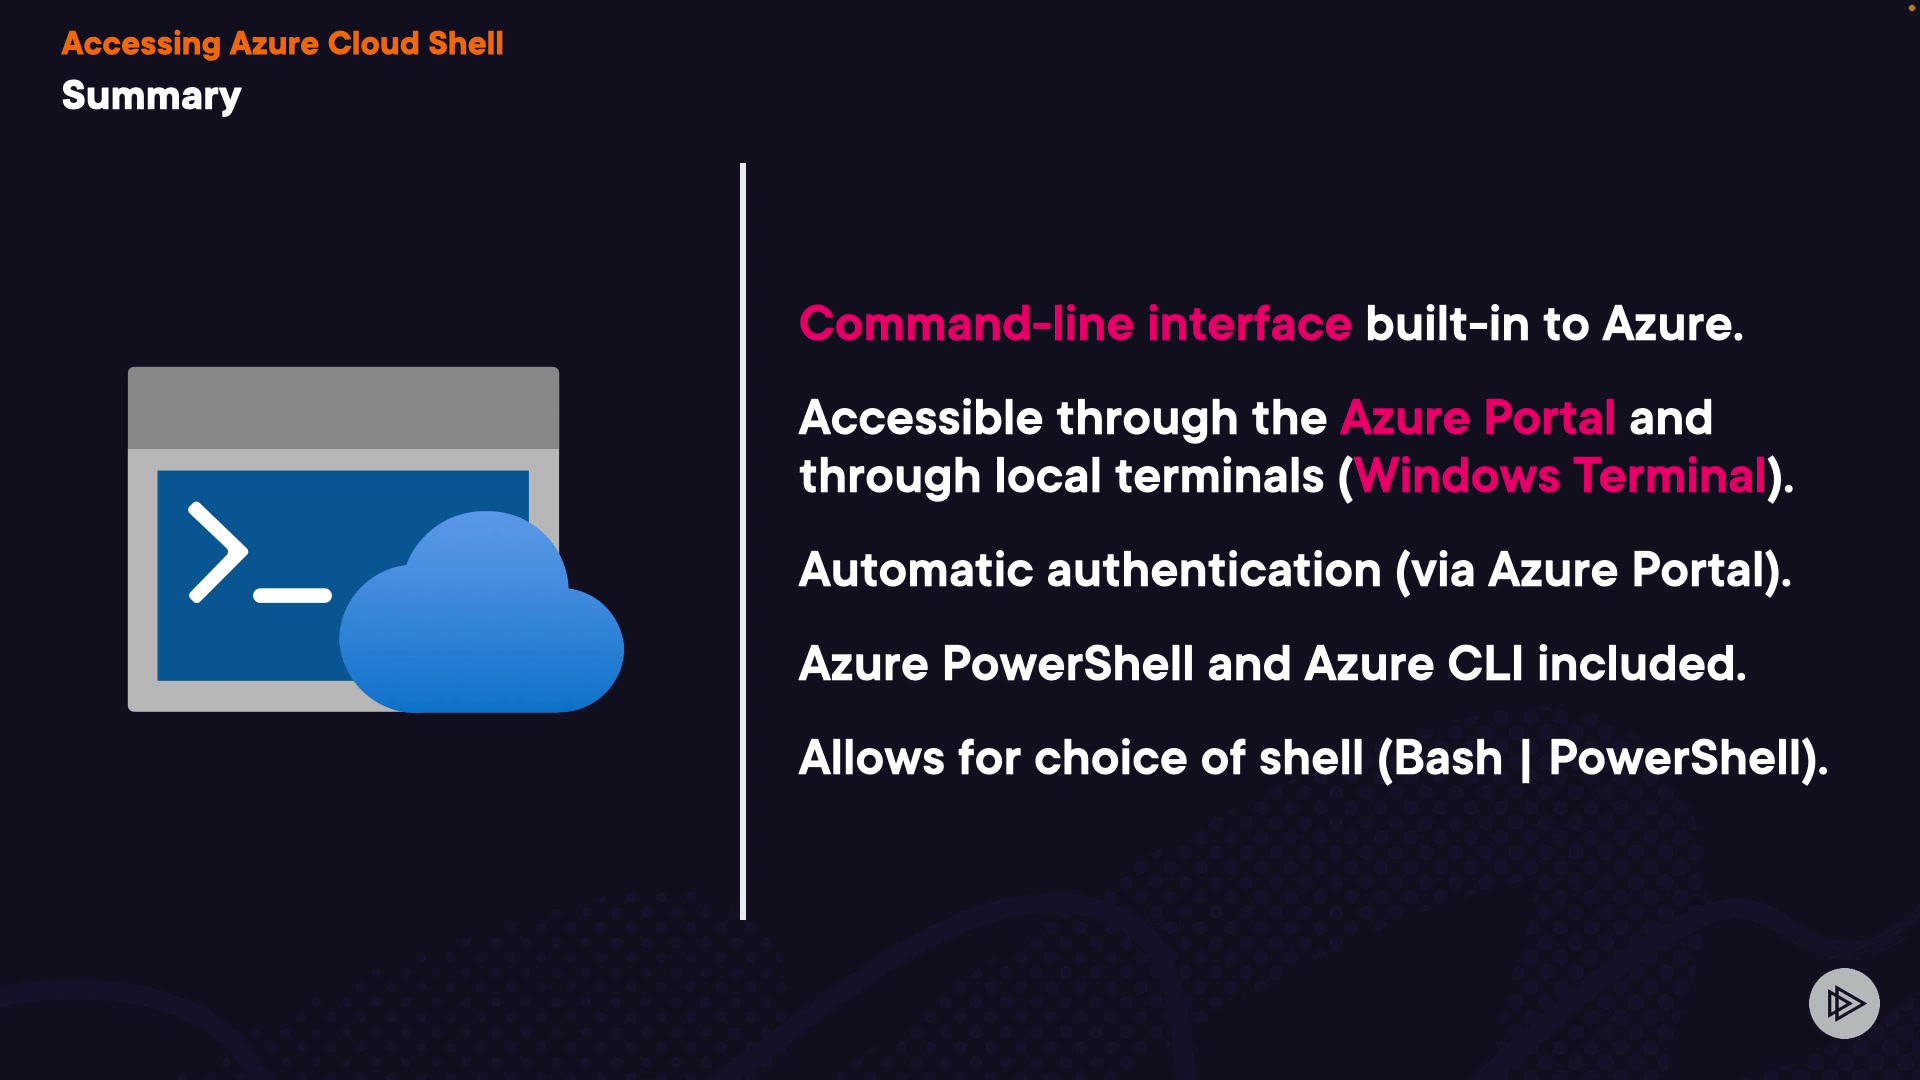 Accessing Azure Cloud Shell
Summary
Command-line interface built-in to Azure.
Accessible through the Azure Portal and
through local terminals (Windows Terminal).
Automatic authentication (via Azure Portal).
Azure PowerShell and Azure CLI included.
Allows for choice of shell (Bash | PowerShell).